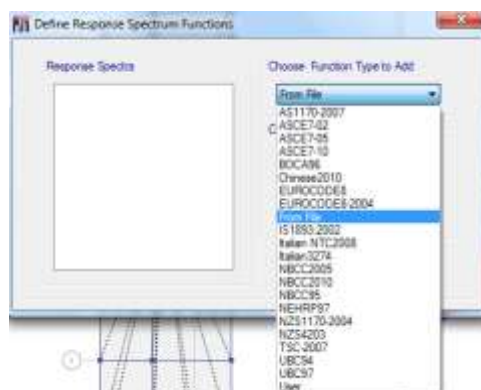 Define Response Spectrum Functions
Response Spectra
Choose Function Type to Add
From File
AS1170-2007
C
ASCE7-02
ASCE7-05
ASCE7-10
BOCA96
Chinese2010
EUROCODE8
EUROCODE8-2004
From File
IS1893:2002
Italian NTC2008
Italian3274
NBCC2005
NBCC2010
NBCC95
NEHRP97
NZS1170-2004
NZS4203
TSC-2007
UBC94
UBC97
User